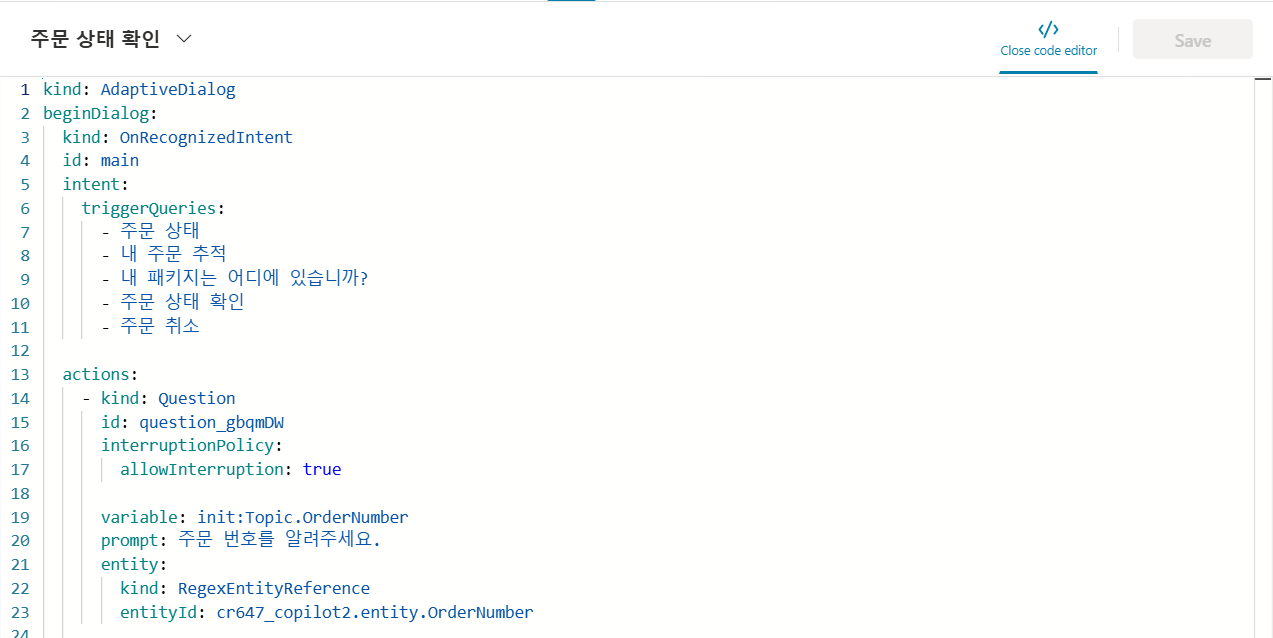 주문 상태 확인
Close code editor
Save
1 kind: AdaptiveDialog
2 beginDialog:
3 kind: OnRecognizedIntent
4 id: main
5 intent:
6 triggerQueries:
7 - 주문 상태
8 - 내 주문 추적
9 - 내 패키지는 어디에 있습니까?
10 - 주문 상태 확인
11 - 주문 취소
12
13 actions:
14 - kind: Question
15 id: question_gbqmDW
16 interruptionPolicy:
17 allowInterruption: true
18
19 variable: init:Topic.OrderNumber
20 prompt: 주문 번호를 알려주세요.
21 entity:
22 kind: RegexEntityReference
23 entityId: cr647_copilot2.entity.OrderNumber
24